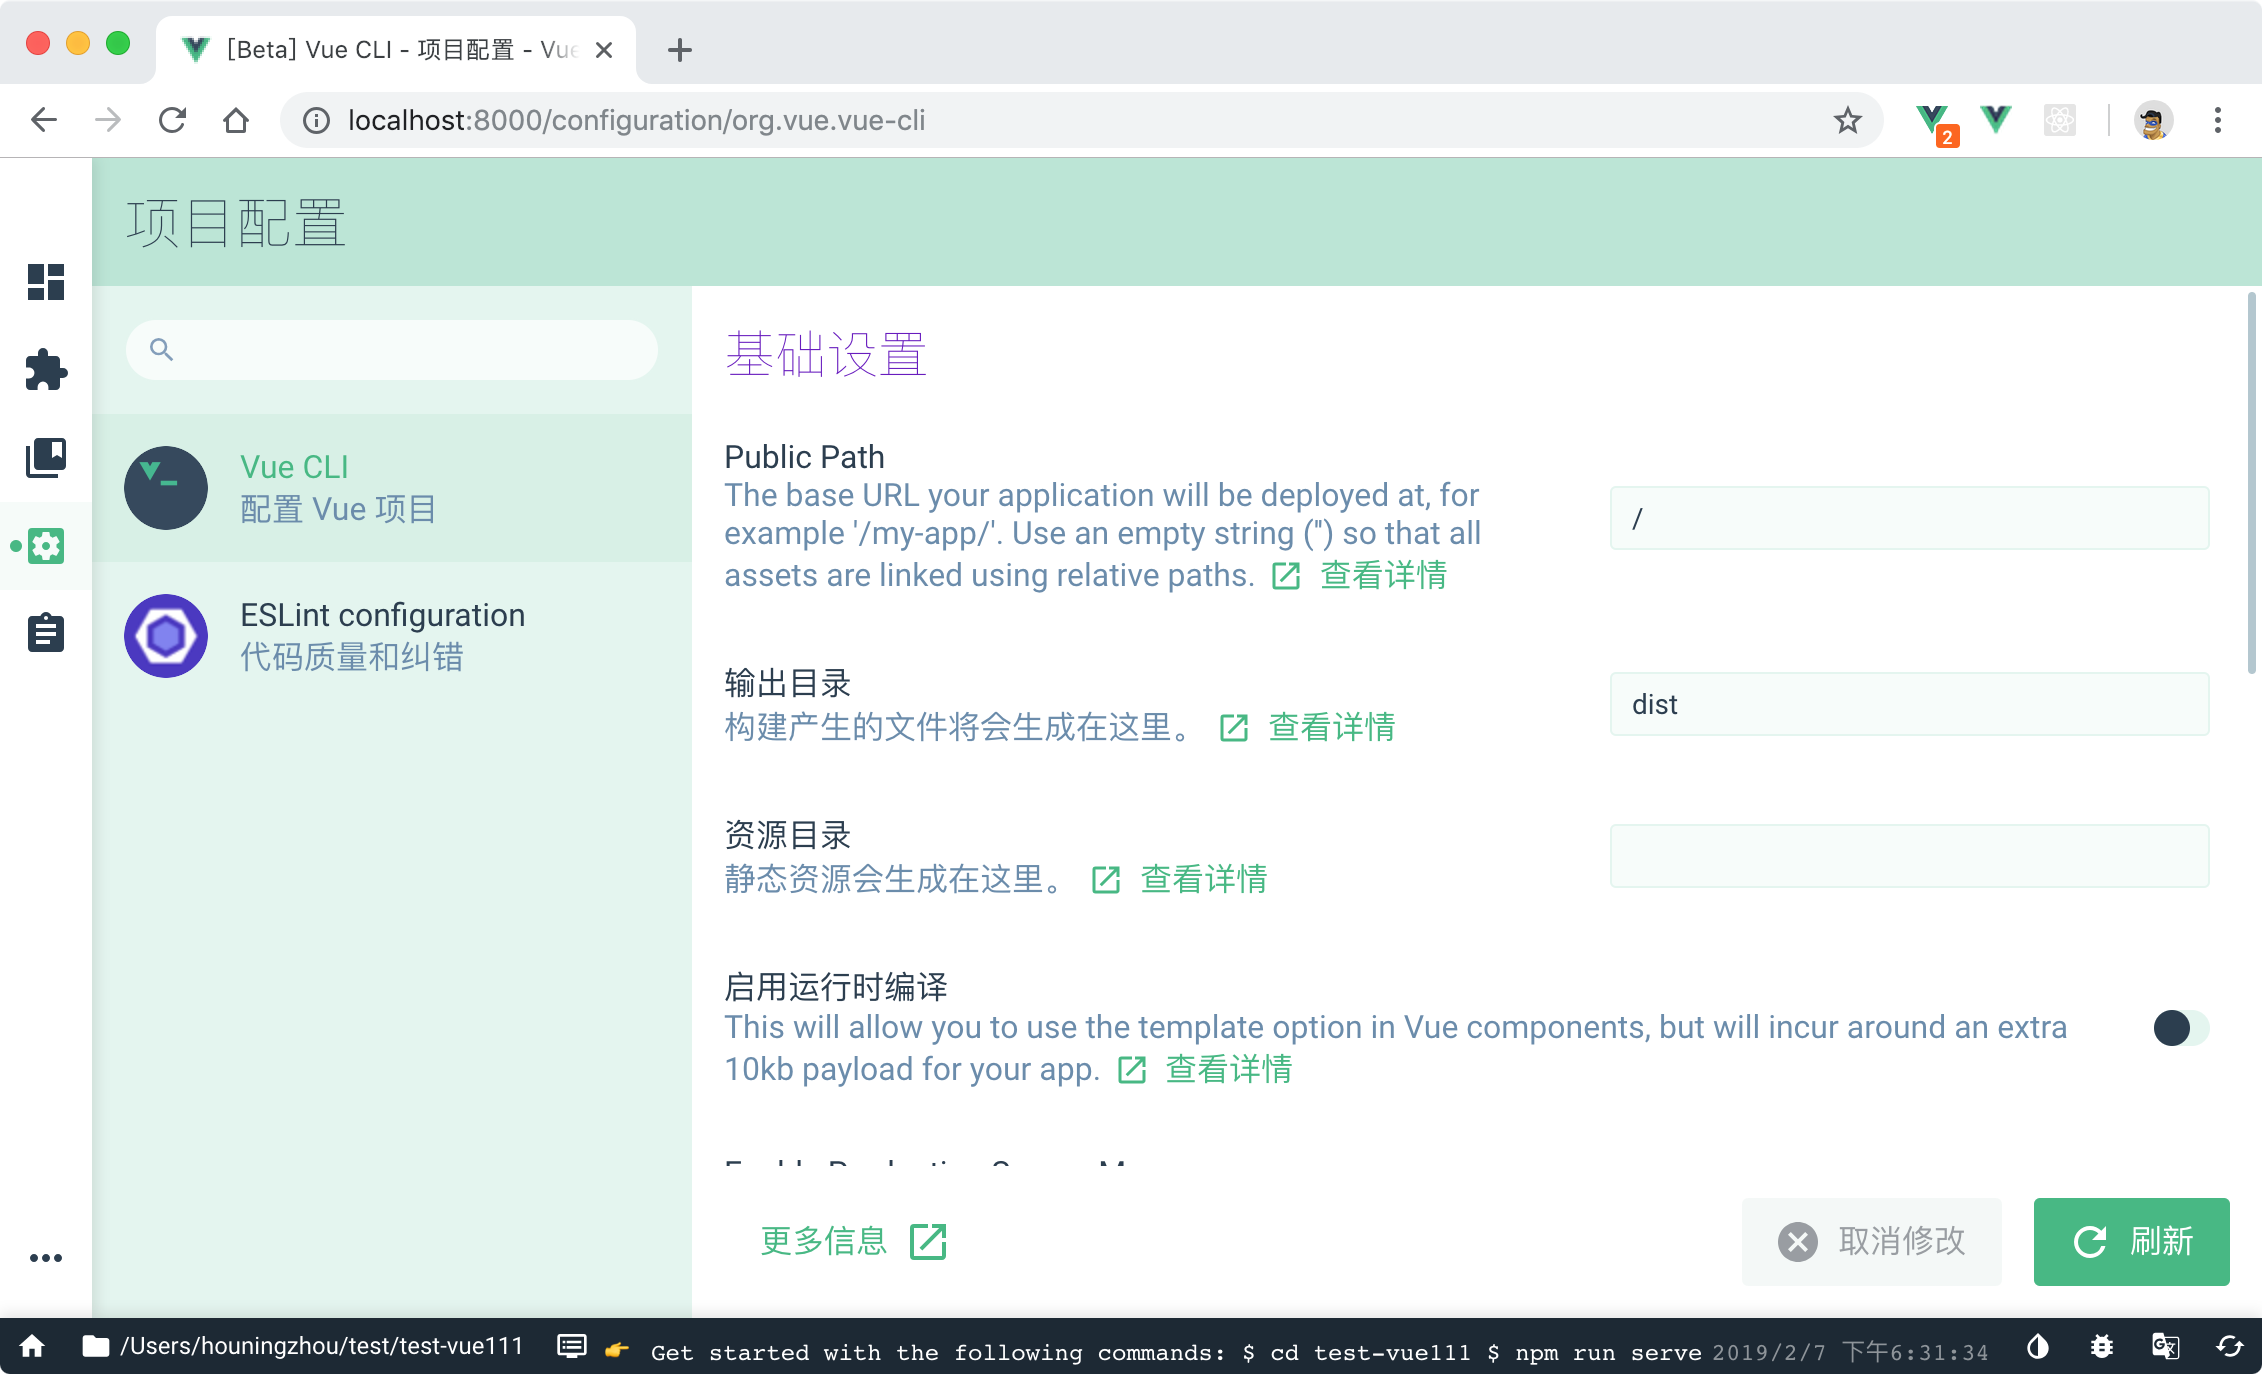 [Beta] Vue CLI - 项目配置 - Vue
localhost:8000/configuration/org.vue.vue-cli
2
项目配置
Vue CLI
配置 Vue 项目
ESLint configuration
代码质量和纠错
基础设置
Public Path
The base URL your application will be deployed at, for
example '/my-app/'. Use an empty string ('') so that all
assets are linked using relative paths. 查看详情
/
输出目录
构建产生的文件将会生成在这里。 查看详情
dist
资源目录
静态资源会生成在这里。 查看详情
启用运行时编译
This will allow you to use the template option in Vue components, but will incur around an extra
10kb payload for your app. 查看详情
更多信息
取消修改
刷新
/Users/houningzhou/test/test-vue111
Get started with the following commands: $ cd test-vue111 $ npm run serve 2019/2/7 下午6:31:34